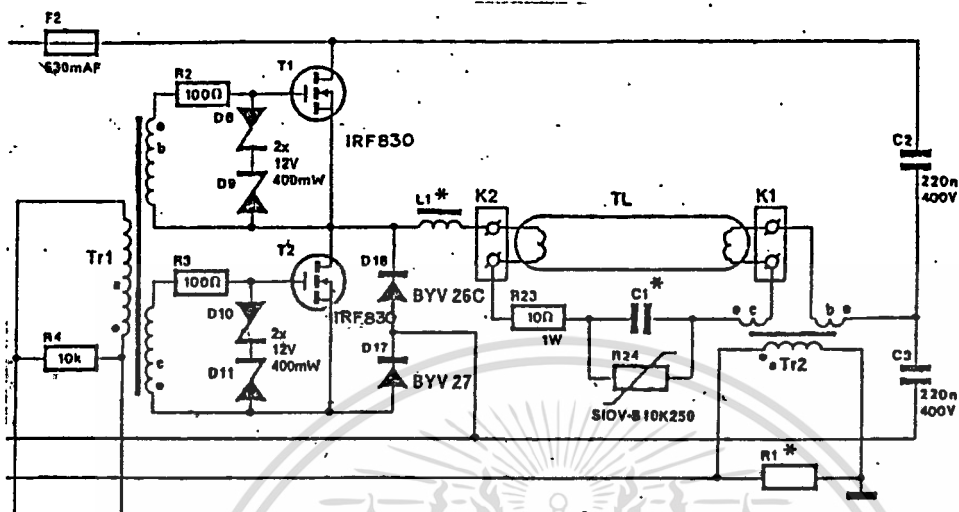 F2
630mAF
R2
100Ω
T1
D8
IRF830
2x
12V
400mW
D9
b
C2
220n
400V
L1*
K2
TL
K1
Tr1
a
R3
100Ω
T2
D16
BYV 26C
IRF830
D10
2x
12V
400mW
D11
c
R23
10Ω
1W
C1*
c
b
R4
10k
D17
BYV 27
R24
SIOV-S10K250
a
Tr2
C3
220n
400V
R1*